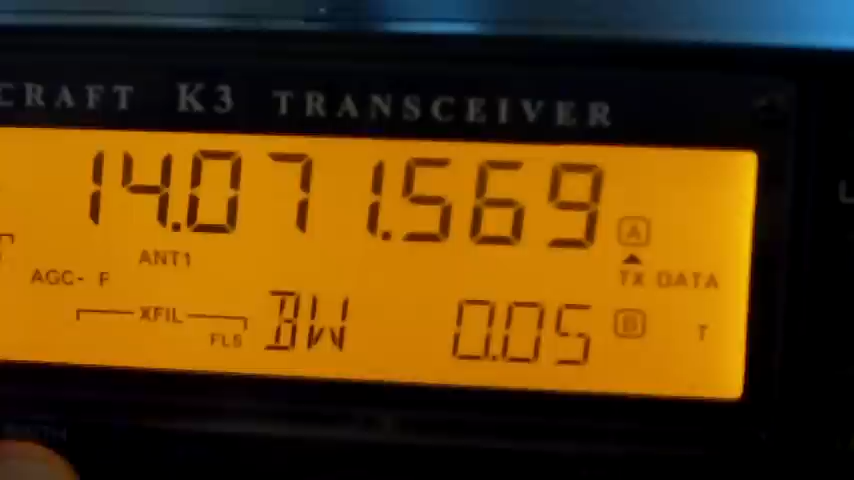 CRAFT K3 TRANSCEIVER
14.071.569 A
ANT1
AGC- F TX DATA
XFIL
FL5
BW 0.05 B T